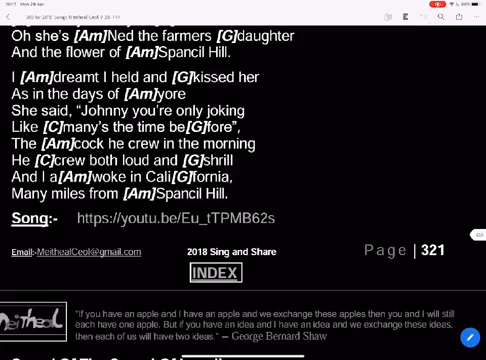 Oh she's [Am]Ned the farmers [G]daughter
And the flower of [Am]Spancil Hill.
I [Am]dreamt I held and [G]kissed her
As in the days of [Am]yore
She said, “Johnny you're only joking
Like [C]many's the time be[G]fore”,
The [Am]cock he crew in the morning
He [C]crew both loud and [G]shrill
And I a[Am]woke in Cali[G]fornia,
Many miles from [Am]Spancil Hill.
Song:- https://youtu.be/Eu_tTPMB62s
Email:-MeithealCeol@gmail.com 2018 Sing and Share Page | 321
INDEX
Meitheal
"If you have an apple and I have an apple and we exchange these apples then you and I will still
each have one apple. But if you have an idea and I have an idea and we exchange these ideas,
then each of us will have two ideas." ― George Bernard Shaw